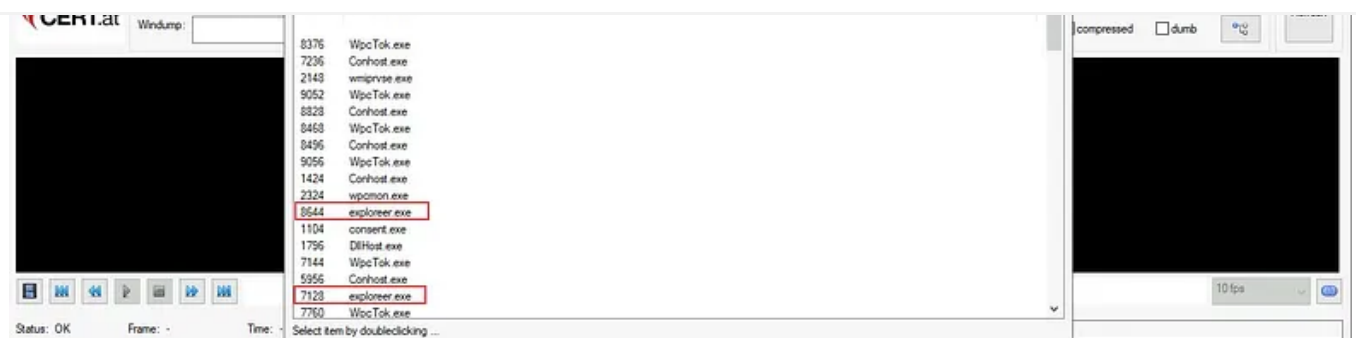 CERT.at
Windump:
compressed
dumb
8376 WpcTok.exe
7236 Conhost.exe
2148 wmiprvse.exe
9052 WpcTok.exe
8828 Conhost.exe
8468 WpcTok.exe
8496 Conhost.exe
9056 WpcTok.exe
1424 Conhost.exe
2324 wpcmon.exe
8644 exploreer.exe
1104 consent.exe
1796 DllHost.exe
7144 WpcTok.exe
5956 Conhost.exe
7128 exploreer.exe
7760 WpcTok.exe
10 fps
Status: OK Frame: - Time: - Select item by doubleclicking ...